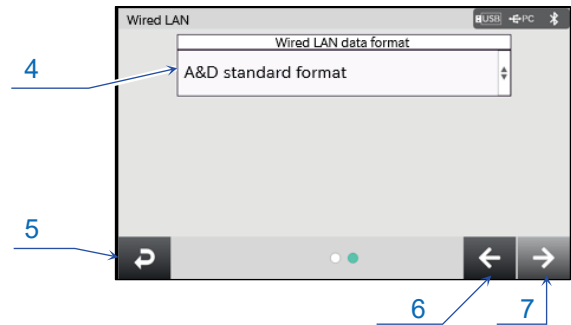 Wired LAN
USB
PC
Wired LAN data format
4
A&D standard format
5
6
7